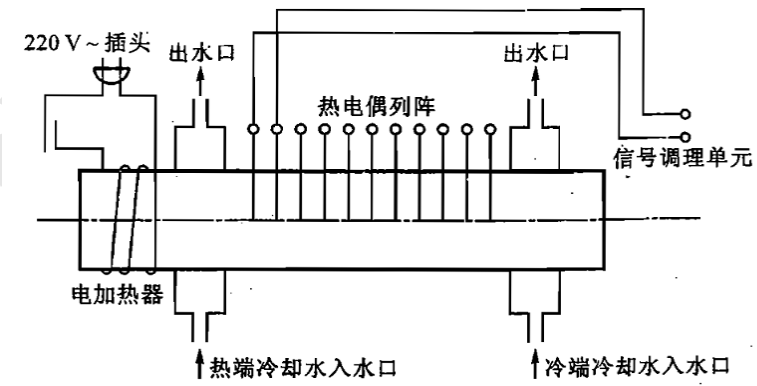 220 V～插头
出水口
出水口
热电偶列阵
信号调理单元
电加热器
热端冷却水入水口
冷端冷却水入水口